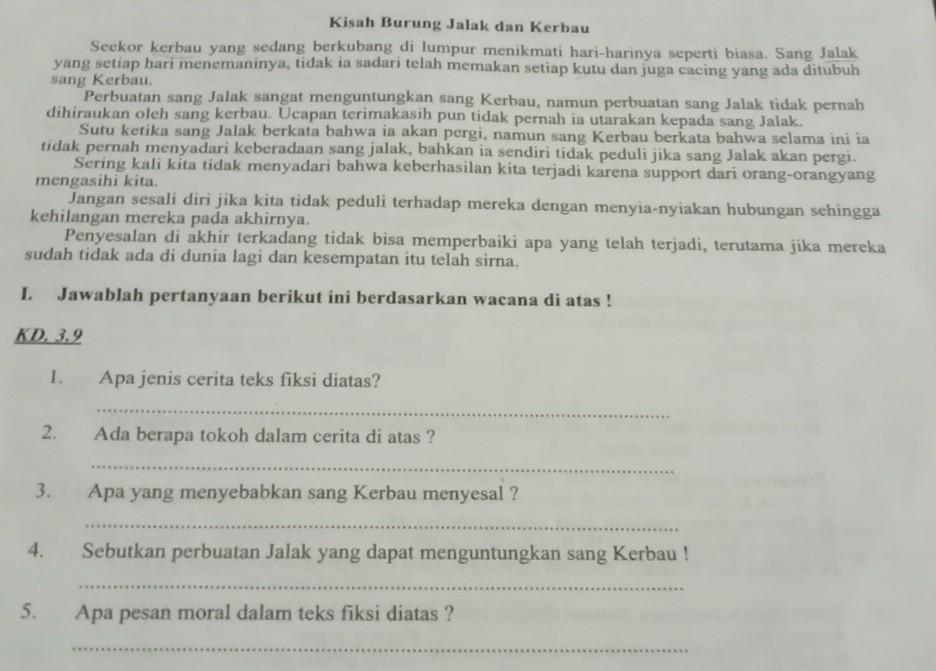 Kisah Burung Jalak dan Kerbau
Seekor kerbau yang sedang berkubang di lumpur menikmati hari-harinya seperti biasa. Sang Jalak
yang setiap hari menemaninya, tidak ia sadari telah memakan setiap kutu dan juga cacing yang ada ditubuh
sang Kerbau.
Perbuatan sang Jalak sangat menguntungkan sang Kerbau, namun perbuatan sang Jalak tidak pernah
dihiraukan oleh sang kerbau. Ucapan terimakasih pun tidak pernah ia utarakan kepada sang Jalak.
Sutu ketika sang Jalak berkata bahwa ia akan pergi, namun sang Kerbau berkata bahwa selama ini ia
tidak pernah menyadari keberadaan sang jalak, bahkan ia sendiri tidak peduli jika sang Jalak akan pergi.
Sering kali kita tidak menyadari bahwa keberhasilan kita terjadi karena support dari orang-orangyang
mengasihi kita.
Jangan sesali diri jika kita tidak peduli terhadap mereka dengan menyia-nyiakan hubungan sehingga
kehilangan mereka pada akhirnya.
Penyesalan di akhir terkadang tidak bisa memperbaiki apa yang telah terjadi, terutama jika mereka
sudah tidak ada di dunia lagi dan kesempatan itu telah sirna.
I. Jawablah pertanyaan berikut ini berdasarkan wacana di atas !
KD. 3.9
1. Apa jenis cerita teks fiksi diatas?
2. Ada berapa tokoh dalam cerita di atas ?
3. Apa yang menyebabkan sang Kerbau menyesal ?
4. Sebutkan perbuatan Jalak yang dapat menguntungkan sang Kerbau !
5. Apa pesan moral dalam teks fiksi diatas ?